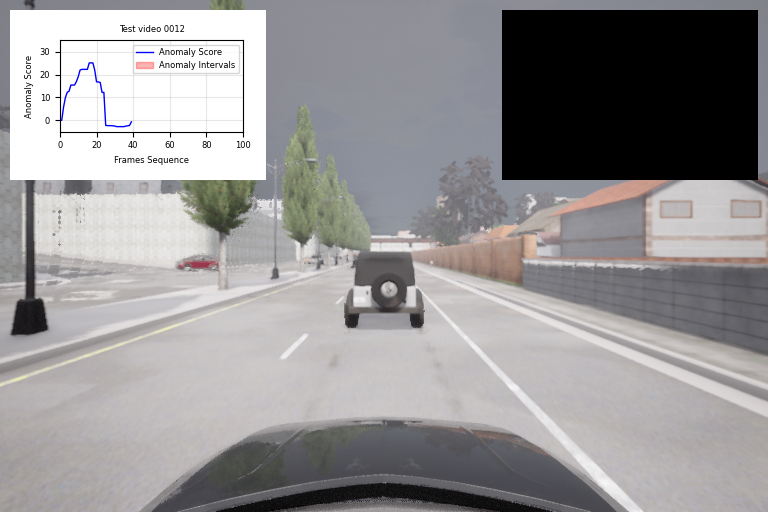 Test video 0012
Anomaly Score
Anomaly Intervals
30
20
10
0
Anomaly Score
0 20 40 60 80 100
Frames Sequence